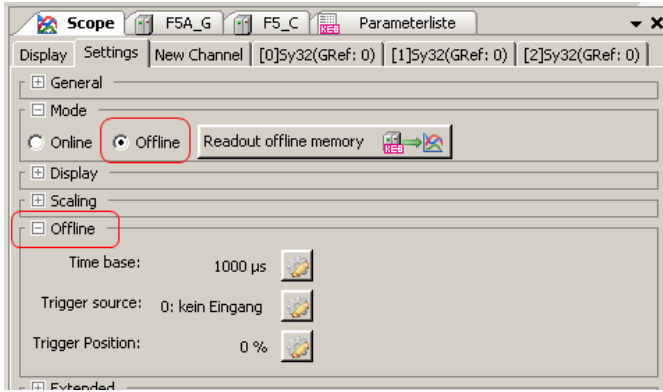 Scope F5A_G F5_C KEB Parameterliste
Display Settings New Channel [0]Sy32(GRef: 0) [1]Sy32(GRef: 0) [2]Sy32(GRef: 0)
General
Mode
Online Offline Readout offline memory KEB
Display
Scaling
Offline
Time base: 1000 µs
Trigger source: 0: kein Eingang
Trigger Position: 0 %
Extended